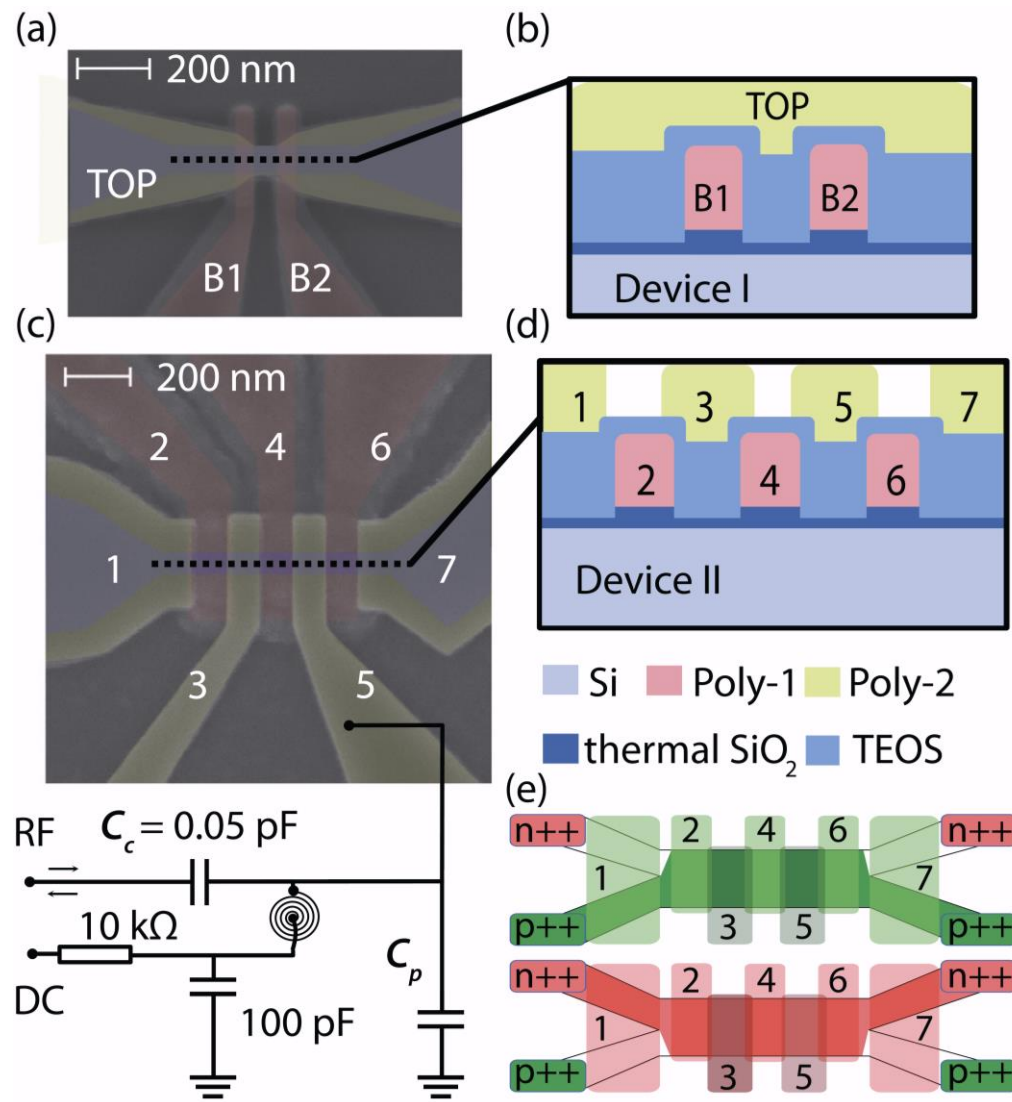 (a)
200 nm
TOP
B1 B2
(b)
TOP
B1 B2
Device I
(c)
200 nm
2 4 6
1 7
3 5
(d)
1 3 5 7
2 4 6
Device II
Si Poly-1 Poly-2
thermal SiO₂ TEOS
RF C_c = 0.05 pF
10 kΩ
DC
100 pF
C_p
(e)
n++ 2 4 6 n++
1 7
p++ 3 5 p++
n++ 2 4 6 n++
1 7
p++ 3 5 p++